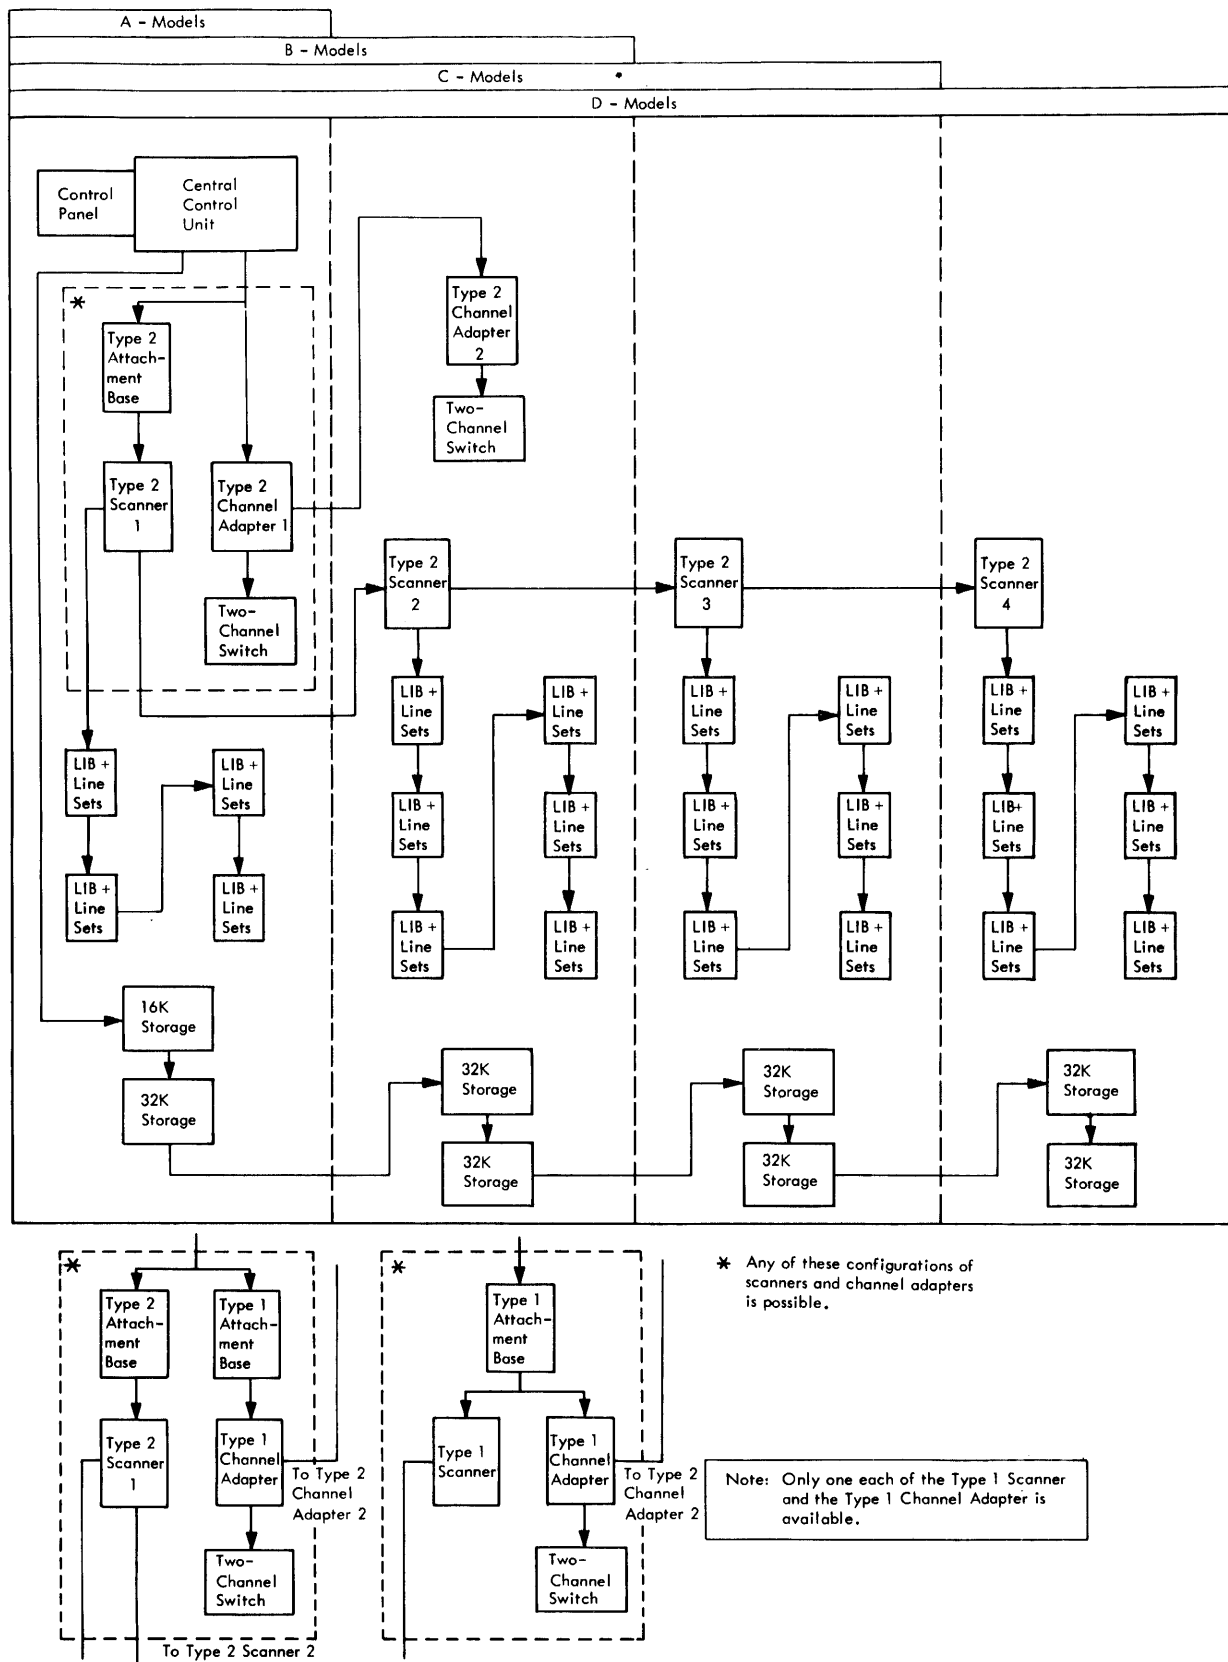 A - Models
B - Models
C - Models
D - Models
Control
Panel
Central
Control
Unit
*
Type 2
Attach-
ment
Base
Type 2
Scanner
1
Type 2
Channel
Adapter 1
Two-
Channel
Switch
Type 2
Channel
Adapter
2
Two-
Channel
Switch
Type 2
Scanner
2
Type 2
Scanner
3
Type 2
Scanner
4
LIB +
Line
Sets
LIB +
Line
Sets
LIB +
Line
Sets
LIB +
Line
Sets
LIB +
Line
Sets
LIB +
Line
Sets
LIB +
Line
Sets
LIB +
Line
Sets
LIB +
Line
Sets
LIB +
Line
Sets
LIB +
Line
Sets
LIB +
Line
Sets
LIB +
Line
Sets
LIB +
Line
Sets
LIB +
Line
Sets
LIB +
Line
Sets
LIB +
Line
Sets
LIB+
Line
Sets
LIB +
Line
Sets
LIB +
Line
Sets
LIB +
Line
Sets
LIB +
Line
Sets
16K
Storage
32K
Storage
32K
Storage
32K
Storage
32K
Storage
32K
Storage
32K
Storage
32K
Storage
*
Type 2
Attach-
ment
Base
Type 1
Attach-
ment
Base
Type 2
Scanner
1
Type 1
Channel
Adapter
To Type 2
Channel
Adapter 2
Two-
Channel
Switch
To Type 2 Scanner 2
*
Type 1
Attach-
ment
Base
Type 1
Scanner
Type 1
Channel
Adapter
To Type 2
Channel
Adapter 2
Two-
Channel
Switch
* Any of these configurations of
scanners and channel adapters
is possible.
Note: Only one each of the Type 1 Scanner
and the Type 1 Channel Adapter is
available.